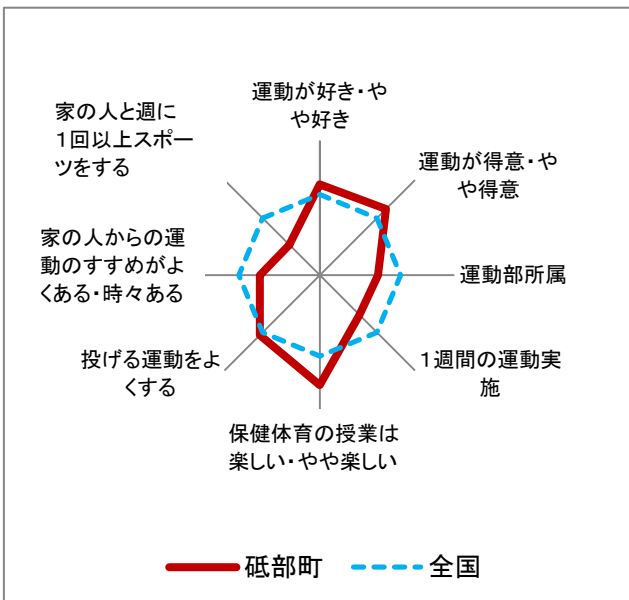 運動が好き・や
や好き
運動が得意・や
や得意
運動部所属
１週間の運動実
施
保健体育の授業は
楽しい・やや楽しい
投げる運動をよ
くする
家の人からの運
動のすすめがよ
くある・時々ある
家の人と週に
１回以上スポー
ツをする
砥部町
全国